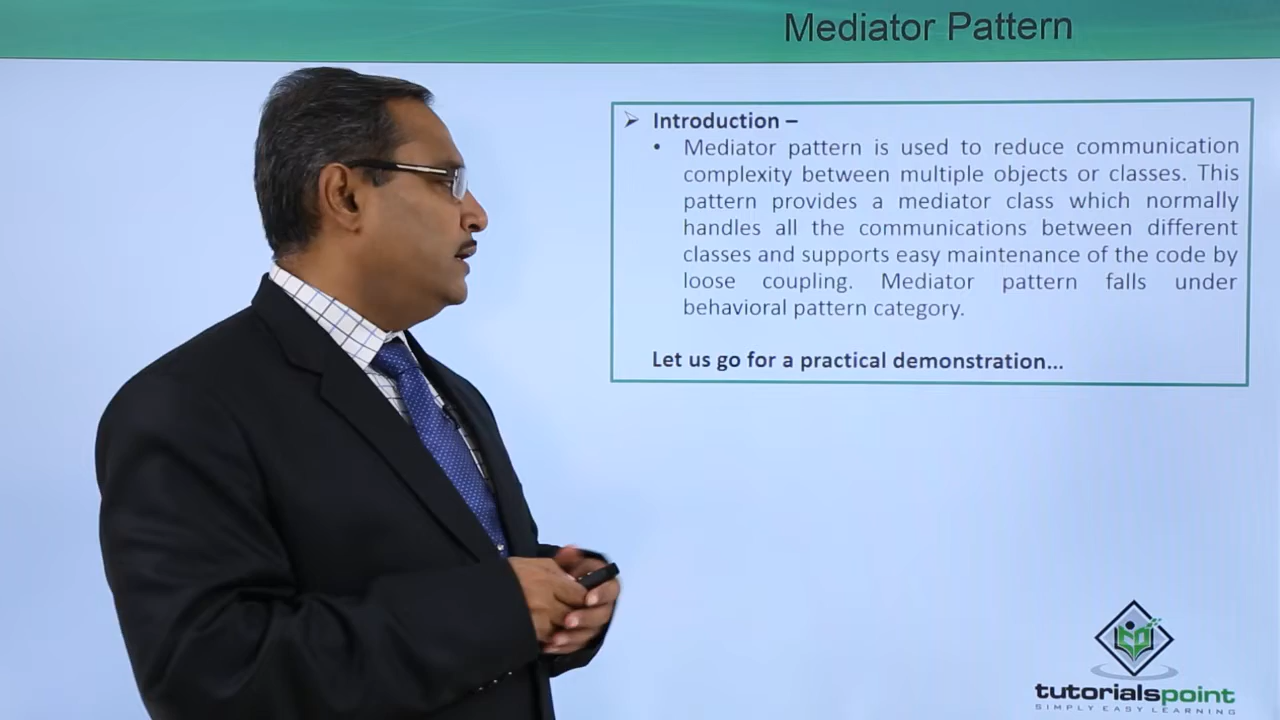 Mediator Pattern
➢ Introduction –
• Mediator pattern is used to reduce communication
complexity between multiple objects or classes. This
pattern provides a mediator class which normally
handles all the communications between different
classes and supports easy maintenance of the code by
loose coupling. Mediator pattern falls under
behavioral pattern category.
Let us go for a practical demonstration...
tutorialspoint
SIMPLY EASY LEARNING